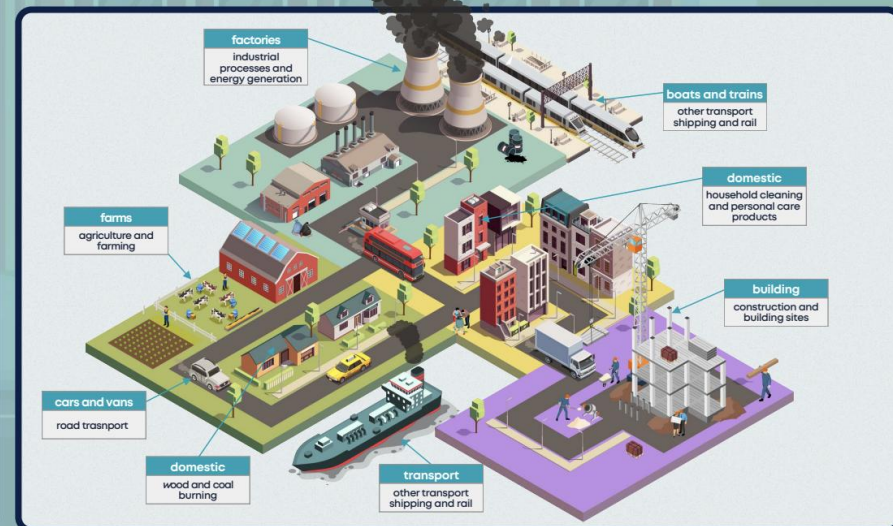 factories
industrial
processes and
energy generation
boats and trains
other transport
shipping and rail
domestic
household cleaning
and personal care
products
farms
agriculture and
farming
building
construction and
building sites
cars and vans
road trasnport
domestic
wood and coal
burning
transport
other transport
shipping and rail